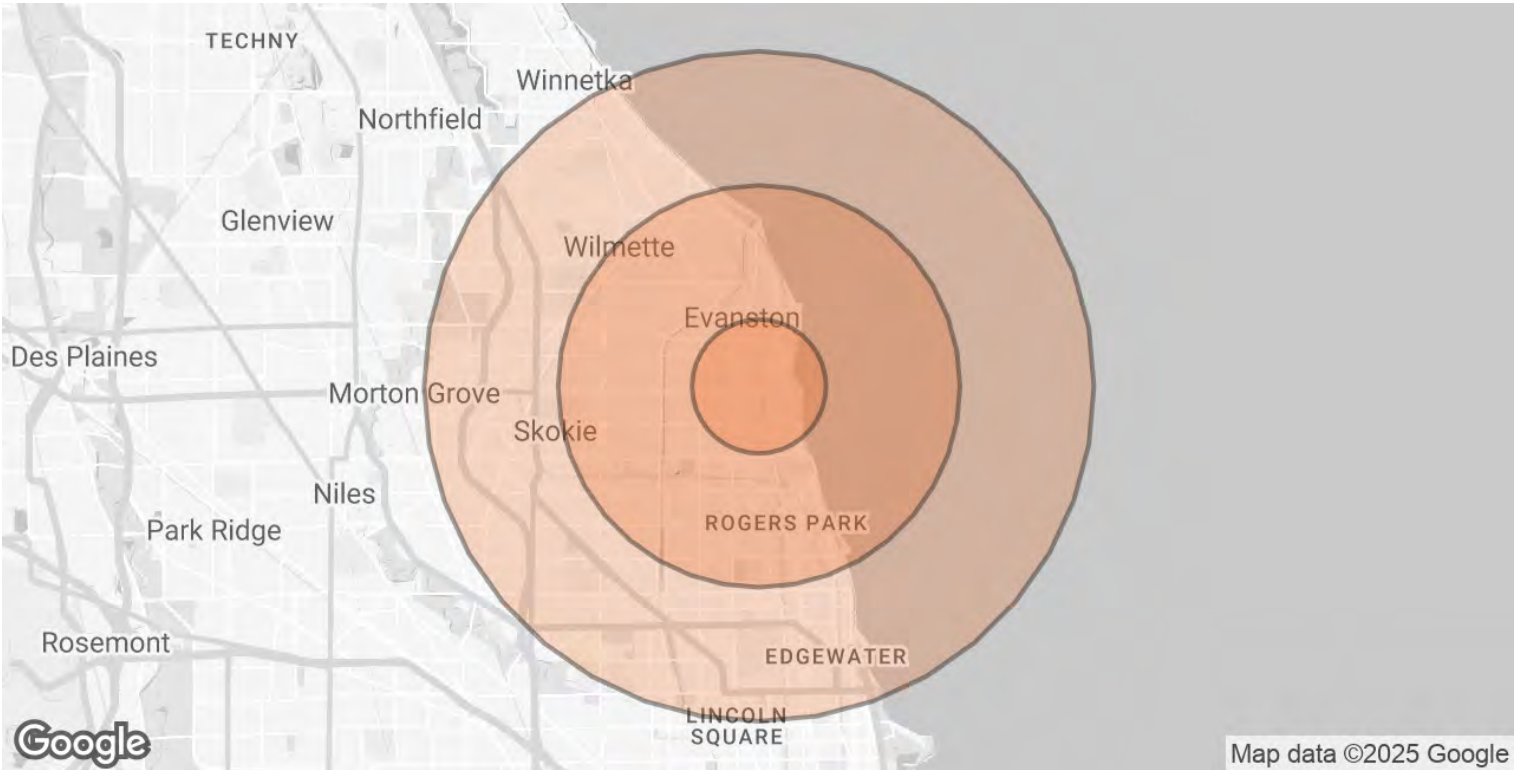 TECHNY
Winnetka
Northfield
Glenview
Wilmette
Evanston
Des Plaines
Morton Grove
Skokie
Niles
ROGERS PARK
Park Ridge
Rosemont
EDGEWATER
LINCOLN
SQUARE
Google
Map data ©2025 Google